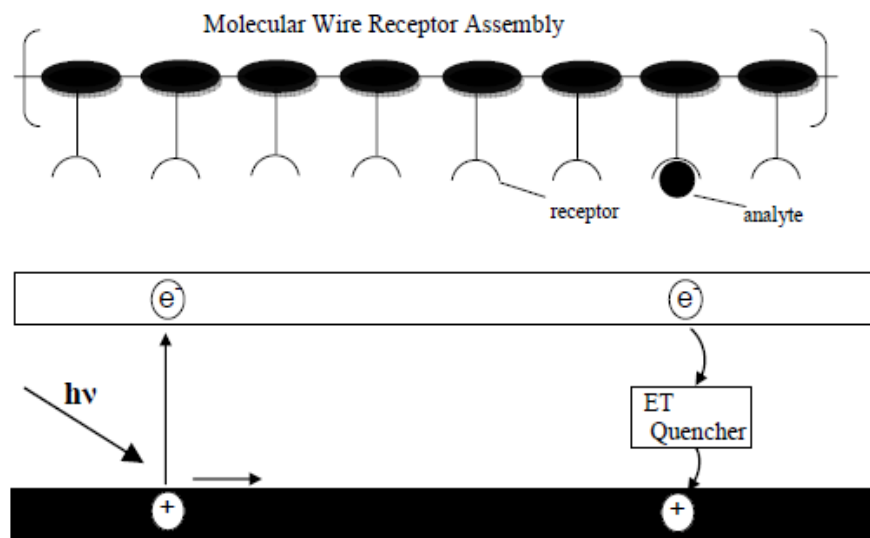 Molecular Wire Receptor Assembly
receptor
analyte
e-
e-
hν
ET
Quencher
+
+